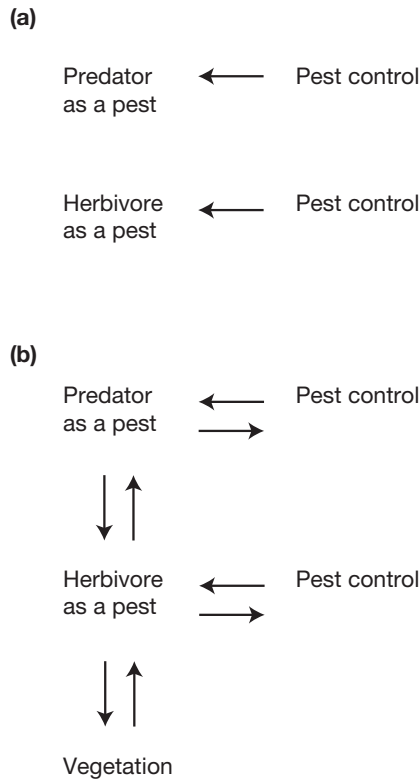 (a)
Predator as a pest Pest control
Herbivore as a pest Pest control
(b)
Predator as a pest Pest control
Herbivore as a pest Pest control
Vegetation